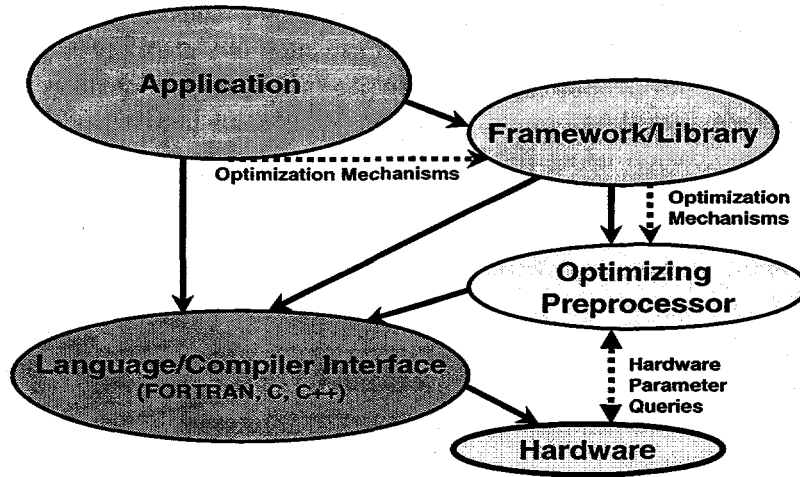 Application
Framework/Library
Optimization Mechanisms
Optimization
Mechanisms
Optimizing
Preprocessor
Language/Compiler Interface
(FORTRAN, C, C++)
Hardware
Parameter
Queries
Hardware